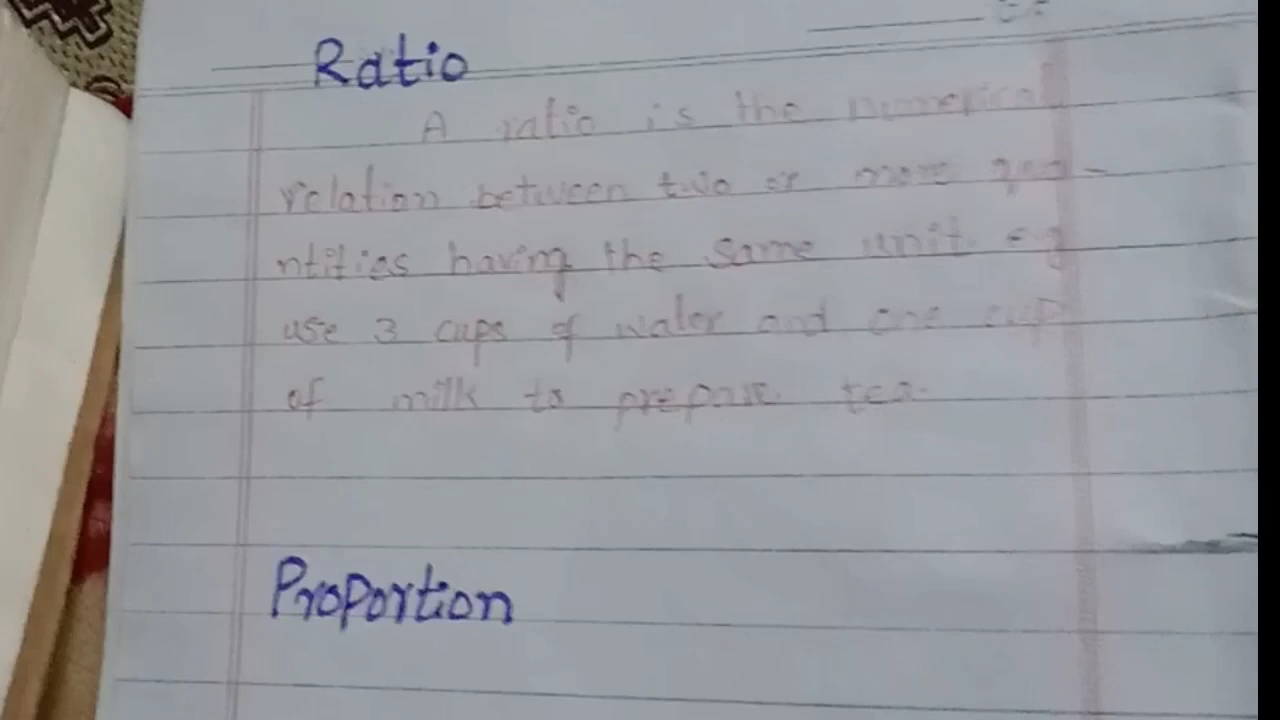 Ratio
A ratio is the numerical
relation between two or more qua-
ntities having the same unit. eg
use 3 cups of water and one cup
of milk to prepare tea.
Proportion